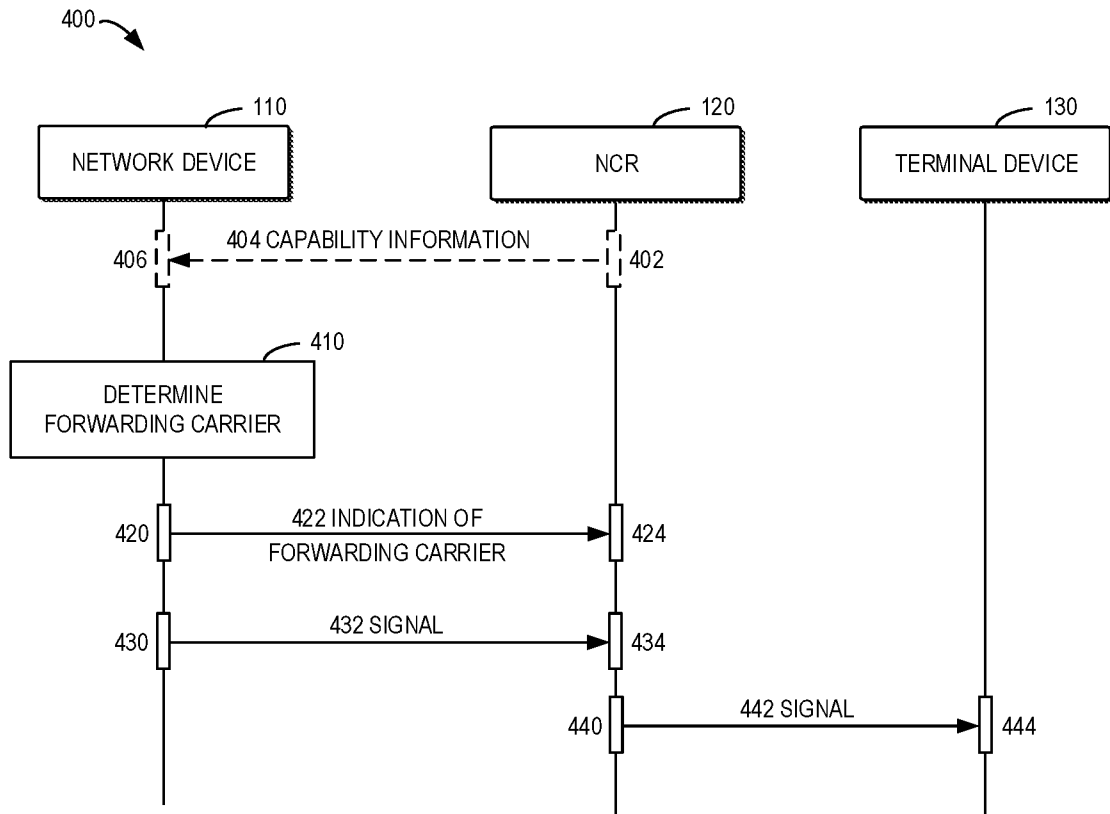 400
110
120
130
NETWORK DEVICE
NCR
TERMINAL DEVICE
404 CAPABILITY INFORMATION
406
402
410
DETERMINE
FORWARDING CARRIER
422 INDICATION OF
FORWARDING CARRIER
420
424
432 SIGNAL
430
434
442 SIGNAL
440
444